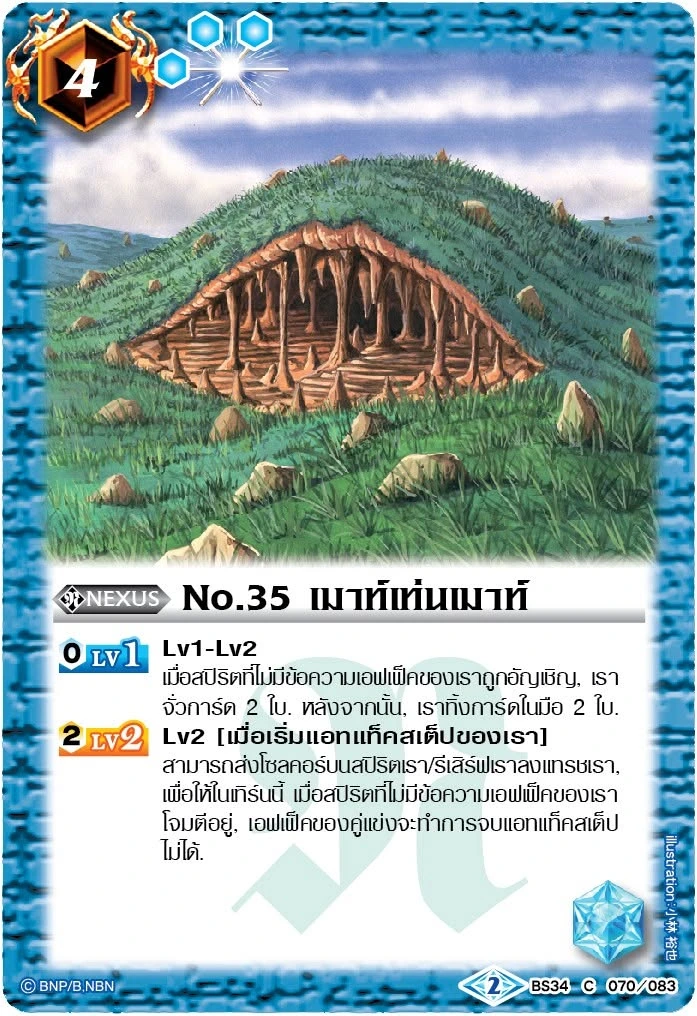 4
NEXUS No.35 เมาท์เท่นเมาท์
0 LV1 Lv1-Lv2
เมื่อสปิริตที่ไม่มีข้อความเอฟเฟ็คของเราถูกอัญเชิญ, เรา
จั่วการ์ด 2 ใบ. หลังจากนั้น, เราทิ้งการ์ดในมือ 2 ใบ.
2 LV2 Lv2 [เมื่อเริ่มแอทแท็คสเต็ปของเรา]
สามารถส่งโซลคอร์บนสปิริตเรา/รีเสิร์ฟเราลงแทรชเรา,
เพื่อให้ในเทิร์นนี้ เมื่อสปิริตที่ไม่มีข้อความเอฟเฟ็คของเรา
โจมตีอยู่, เอฟเฟ็คของคู่แข่งจะทำการจบแอทแท็คสเต็ป
ไม่ได้.
illustration:小林 裕也
© BNP/B,NBN
2 BS34 C 070/083